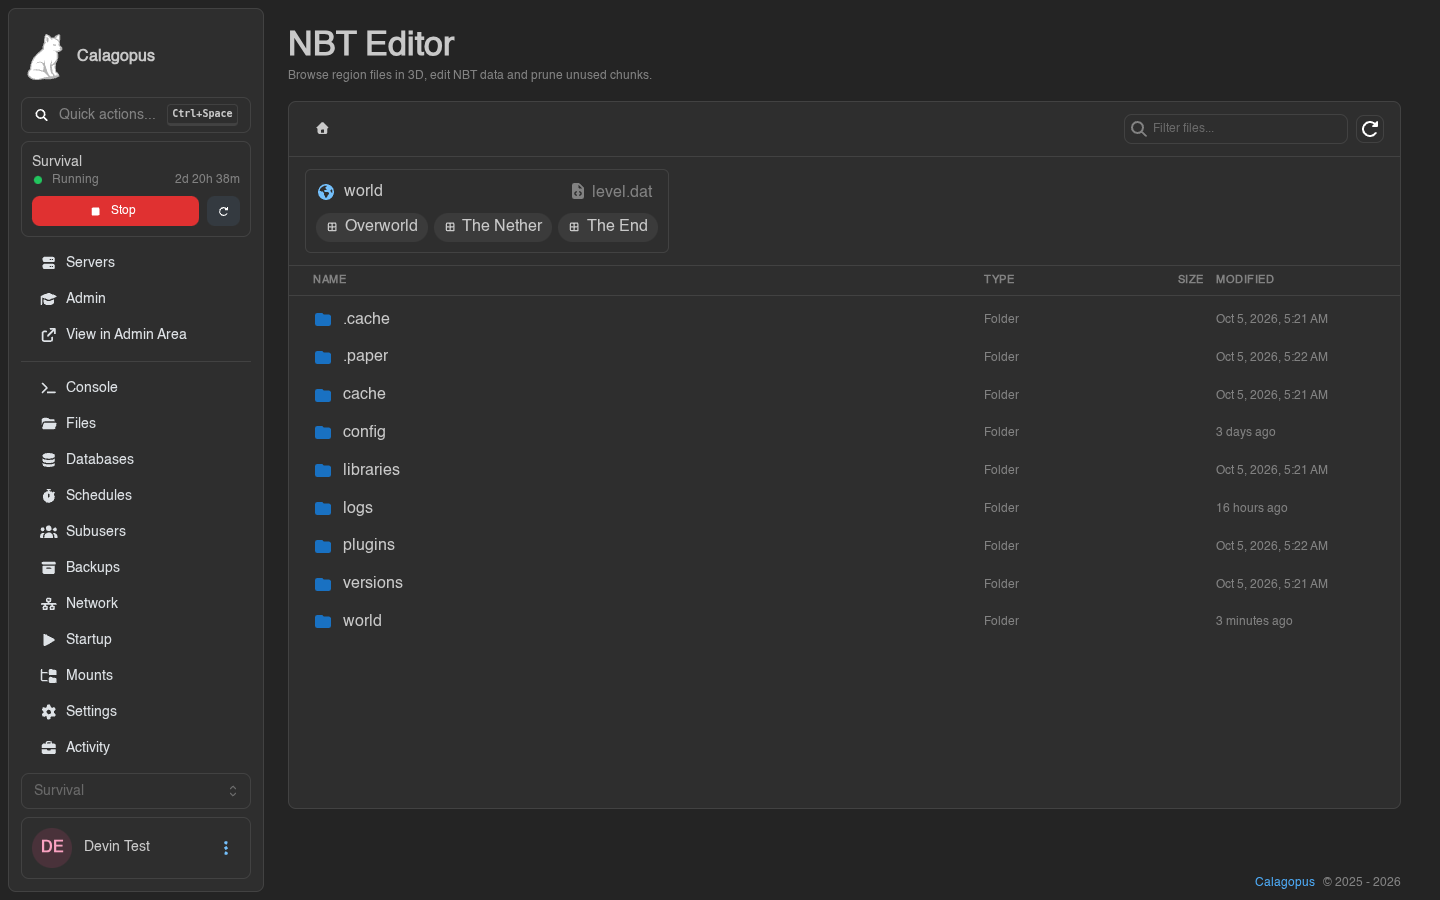 Calagopus
Quick actions... Ctrl+Space
Survival
Running 2d 20h 38m
Stop
Servers
Admin
View in Admin Area
Console
Files
Databases
Schedules
Subusers
Backups
Network
Startup
Mounts
Settings
Activity
Survival
DE Devin Test
NBT Editor
Browse region files in 3D, edit NBT data and prune unused chunks.
Filter files...
world level.dat
Overworld The Nether The End
NAME TYPE SIZE MODIFIED
.cache Folder Oct 5, 2026, 5:21 AM
.paper Folder Oct 5, 2026, 5:22 AM
cache Folder Oct 5, 2026, 5:21 AM
config Folder 3 days ago
libraries Folder Oct 5, 2026, 5:21 AM
logs Folder 16 hours ago
plugins Folder Oct 5, 2026, 5:22 AM
versions Folder Oct 5, 2026, 5:21 AM
world Folder 3 minutes ago
Calagopus © 2025 - 2026